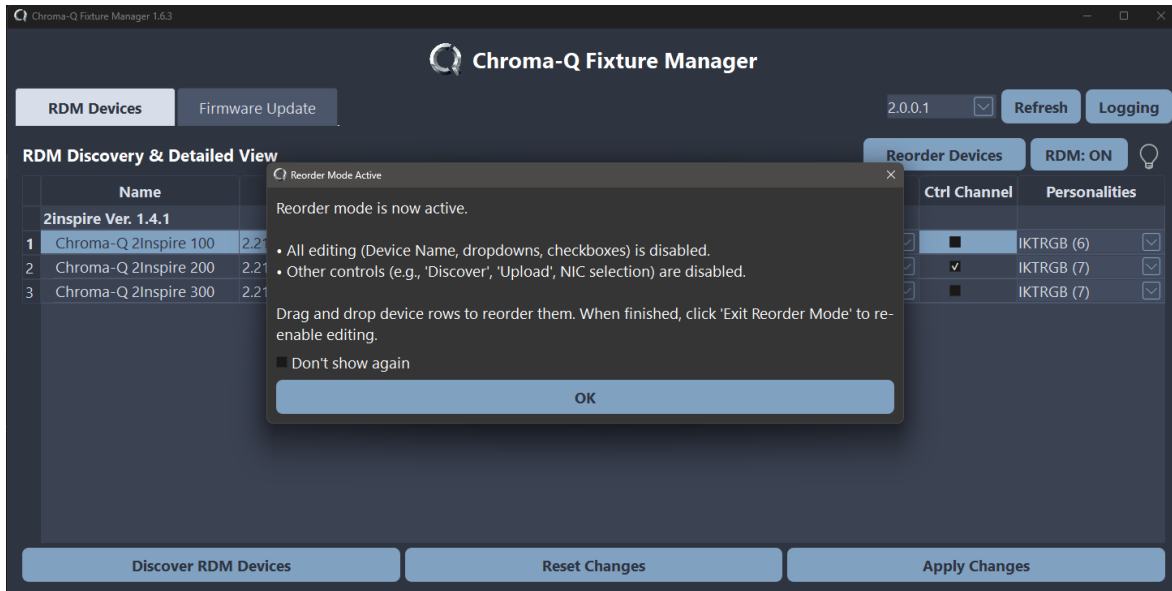 Chroma-Q Fixture Manager 1.6.3
Chroma-Q Fixture Manager
RDM Devices Firmware Update 2.0.0.1 Refresh Logging
RDM Discovery & Detailed View Reorder Devices RDM: ON
Name Ctrl Channel Personalities
2inspire Ver. 1.4.1
1 Chroma-Q 2Inspire 100 2.21 IKTRGB (6)
2 Chroma-Q 2Inspire 200 2.21 IKTRGB (7)
3 Chroma-Q 2Inspire 300 2.21 IKTRGB (7)
Reorder Mode Active
Reorder mode is now active.
• All editing (Device Name, dropdowns, checkboxes) is disabled.
• Other controls (e.g., 'Discover', 'Upload', NIC selection) are disabled.
Drag and drop device rows to reorder them. When finished, click 'Exit Reorder Mode' to re-
enable editing.
Don't show again
OK
Discover RDM Devices Reset Changes Apply Changes